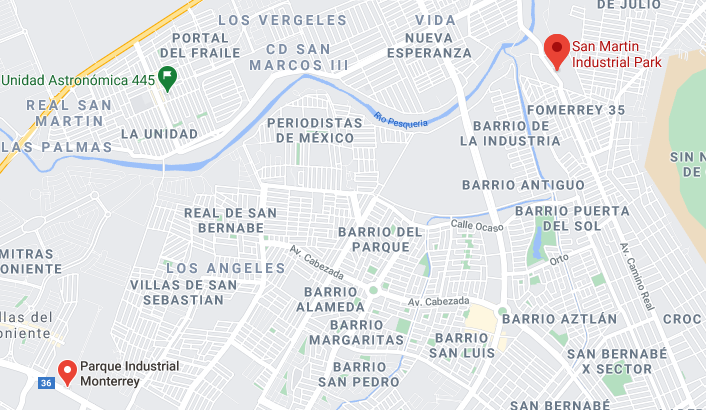 LOS VERGELES
VIDA
DE JULIO
PORTAL
DEL FRAILE
NUEVA
ESPERANZA
CD SAN
MARCOS III
San Martin
Industrial Park
Unidad Astronómica 445
REAL SAN
MARTIN
LA UNIDAD
LAS PALMAS
PERIODISTAS
DE MÉXICO
Río Pesquería
FOMERREY 35
BARRIO DE
LA INDUSTRIA
SIN N
DE
BARRIO ANTIGUO
REAL DE SAN
BERNABE
BARRIO PUERTA
DEL SOL
Calle Ocaso
BARRIO DEL
PARQUE
MITRAS
PONIENTE
LOS ANGELES
Av. Cabezada
Orto
Av. Camino Real
VILLAS DE SAN
SEBASTIAN
BARRIO
ALAMEDA
Av. Cabezada
llas del
oniente
BARRIO
MARGARITAS
BARRIO AZTLÁN
CROC
BARRIO
SAN LUIS
SAN BERNABÉ
X SECTOR
Parque Industrial
Monterrey
36
BARRIO
SAN PEDRO
SAN BERNABÉ